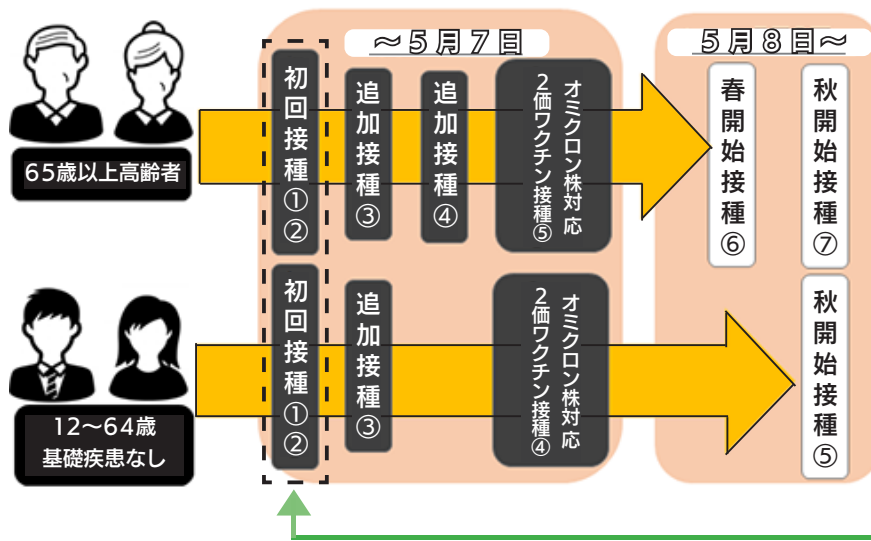 ～５月７日
５月８日～
65歳以上高齢者
初回接種①②
追加接種③
追加接種④
オミクロン株対応
２価ワクチン接種⑤
春開始接種⑥
秋開始接種⑦
12～64歳
基礎疾患なし
初回接種①②
追加接種③
オミクロン株対応
２価ワクチン接種④
秋開始接種⑤